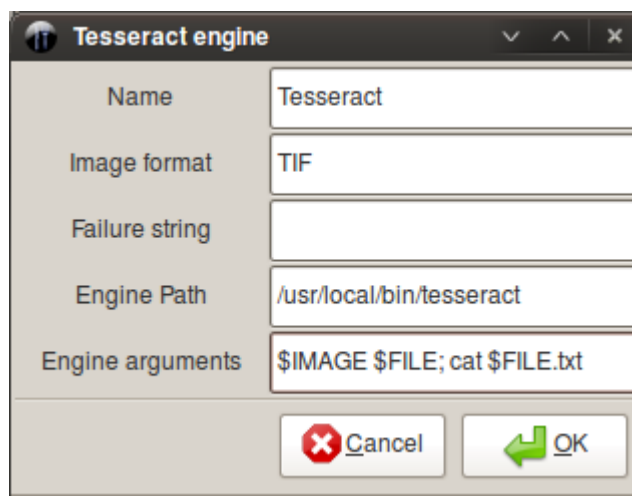 Tesseract engine
Name Tesseract
Image format TIF
Failure string
Engine Path /usr/local/bin/tesseract
Engine arguments $IMAGE $FILE; cat $FILE.txt
Cancel OK